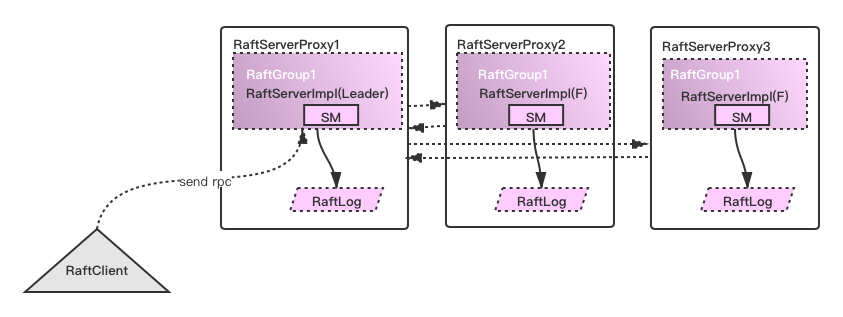 RaftServerProxy1
RaftGroup1
RaftServerImpl(Leader)
SM
RaftLog
RaftServerProxy2
RaftGroup1
RaftServerImpl(F)
SM
RaftLog
RaftServerProxy3
RaftGroup1
RaftServerImpl(F)
SM
RaftLog
send rpc
RaftClient